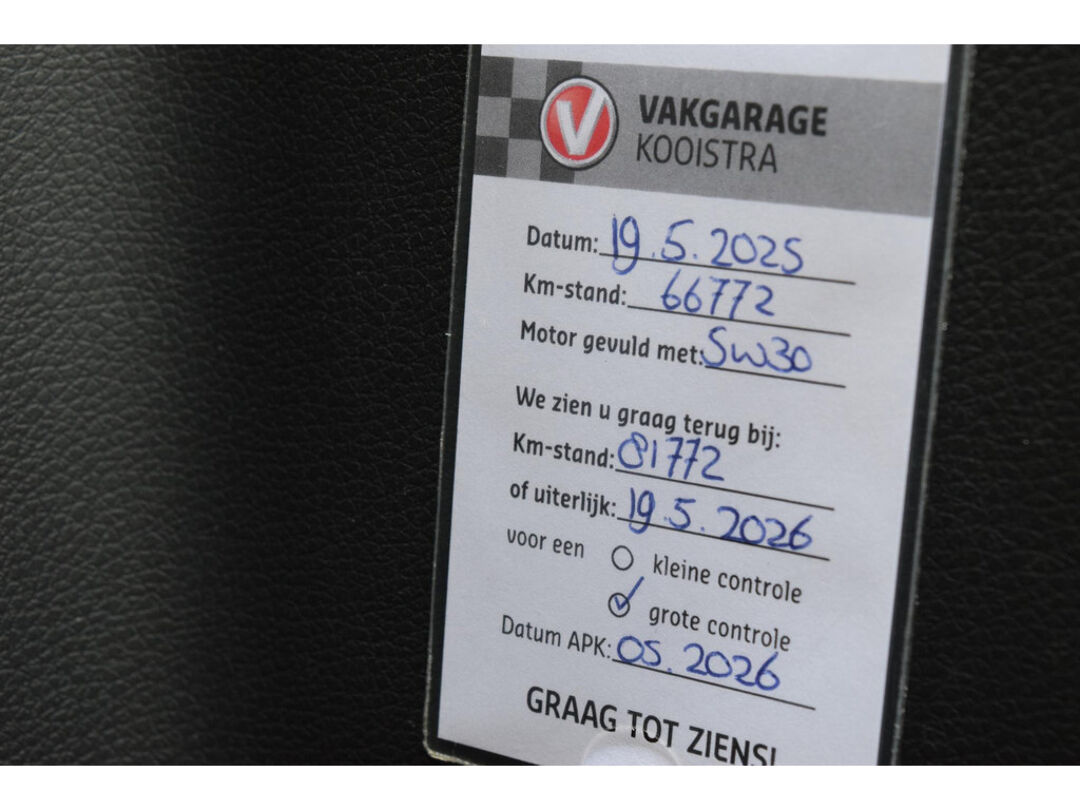 V
VAKGARAGE
KOOISTRA
Datum: 19.5.2025
Km-stand: 66772
Motor gevuld met: 5W30
We zien u graag terug bij:
Km-stand: 81772
of uiterlijk: 19.5.2026
voor een kleine controle
grote controle
Datum APK: 05.2026
GRAAG TOT ZIENS!